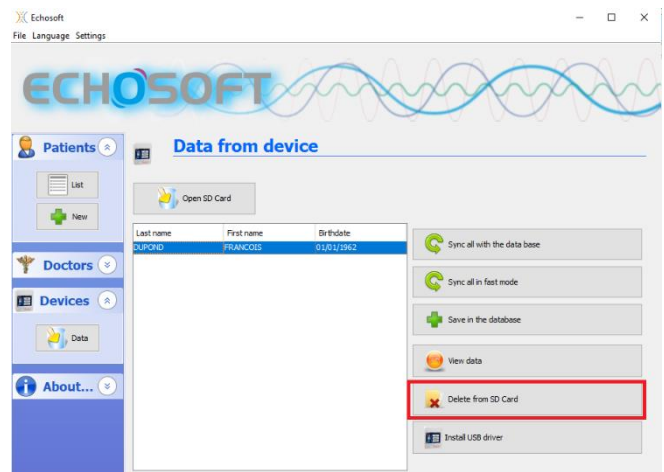 Echosoft
File Language Settings
ECHOSOFT
Patients
List
New
Doctors
Devices
Data
About...
Data from device
Open SD Card
Last name First name Birthdate
DUPOND FRANCOIS 01/01/1962
Sync all with the data base
Sync all in fast mode
Save in the database
View data
Delete from SD Card
Install USB driver